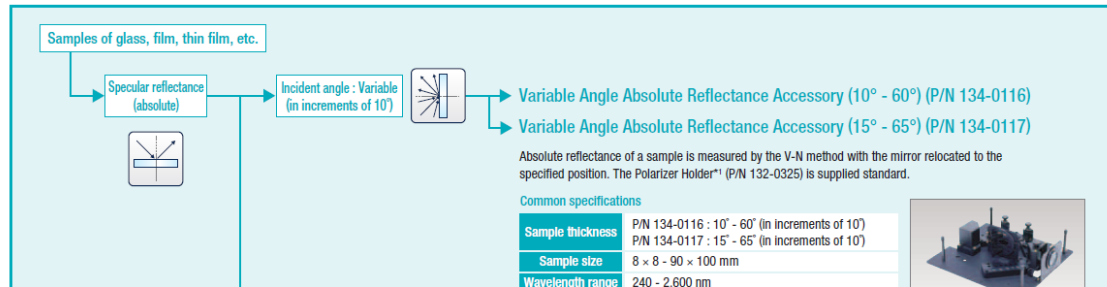 Samples of glass, film, thin film, etc.
Specular reflectance
(absolute)
Incident angle : Variable
(in increments of 10˚)
Variable Angle Absolute Reflectance Accessory (10° - 60°) (P/N 134-0116)
Variable Angle Absolute Reflectance Accessory (15° - 65°) (P/N 134-0117)
Absolute reflectance of a sample is measured by the V-N method with the mirror relocated to the
specified position. The Polarizer Holder*¹ (P/N 132-0325) is supplied standard.
Common specifications
Sample thickness
P/N 134-0116 : 10˚ - 60˚ (in increments of 10˚)
P/N 134-0117 : 15˚ - 65˚ (in increments of 10˚)
Sample size
8 × 8 - 90 × 100 mm
Wavelength range
240 - 2,600 nm